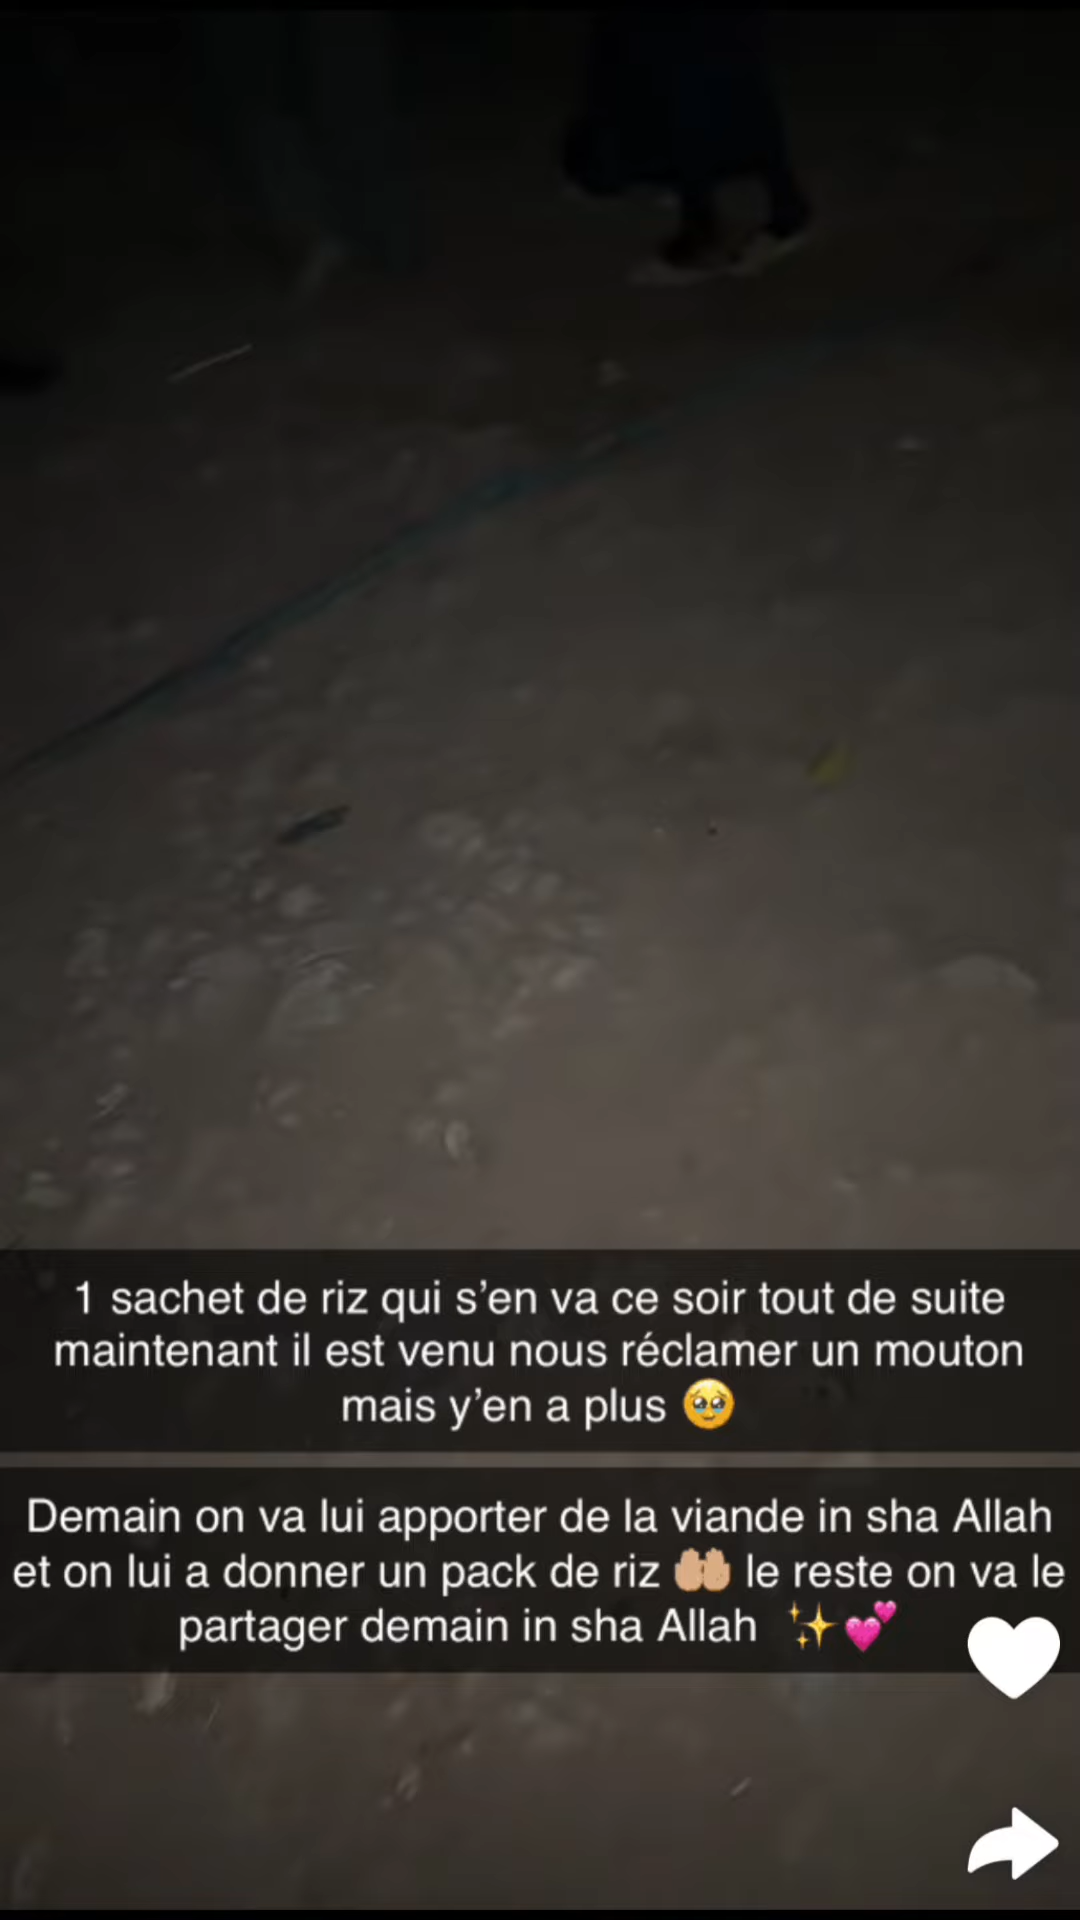 1 sachet de riz qui s’en va ce soir tout de suite
maintenant il est venu nous réclamer un mouton
mais y’en a plus 🥹
Demain on va lui apporter de la viande in sha Allah
et on lui a donner un pack de riz 🤲🏼 le reste on va le
partager demain in sha Allah ✨💕